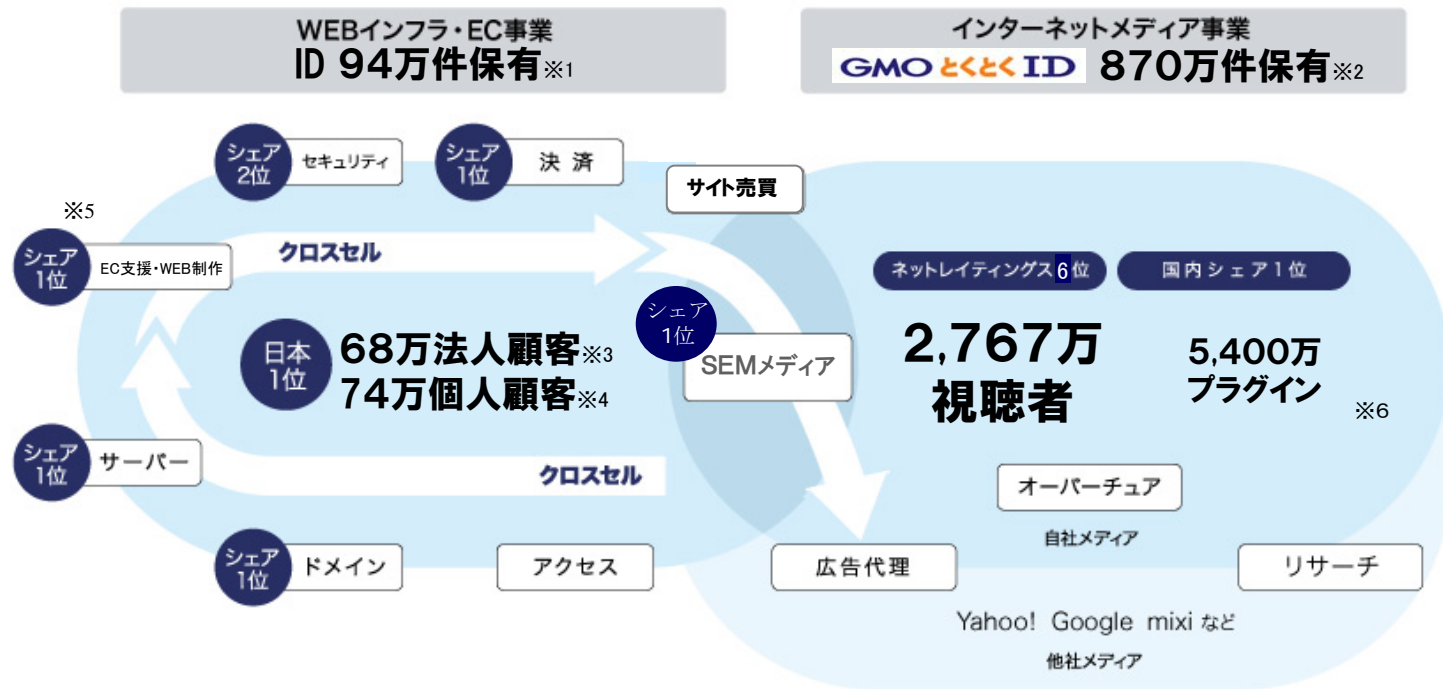 WEBインフラ・EC事業
ID 94万件保有※1
インターネットメディア事業
GMOとくとくID 870万件保有※2
シェア
2位
セキュリティ
シェア
1位
決済
サイト売買
※5
シェア
1位
EC支援・WEB制作
クロスセル
ネットレイティングス6位
国内シェア1位
シェア
1位
SEMメディア
日本
1位
68万法人顧客※3
74万個人顧客※4
2,767万
視聴者
5,400万
プラグイン
※6
シェア
1位
サーバー
クロスセル
オーバーチュア
自社メディア
シェア
1位
ドメイン
アクセス
広告代理
リサーチ
Yahoo! Google mixi など
他社メディア